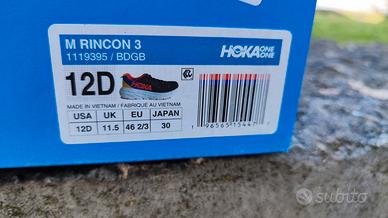 M RINCON 3
1119395 / BDGB
HOKA ONE ONE
12D
HOKA
MADE IN VIETNAM / FABRIQUÉ AU VIETNAM
USA UK EU JAPAN
12D 11.5 46 2/3 30
subito